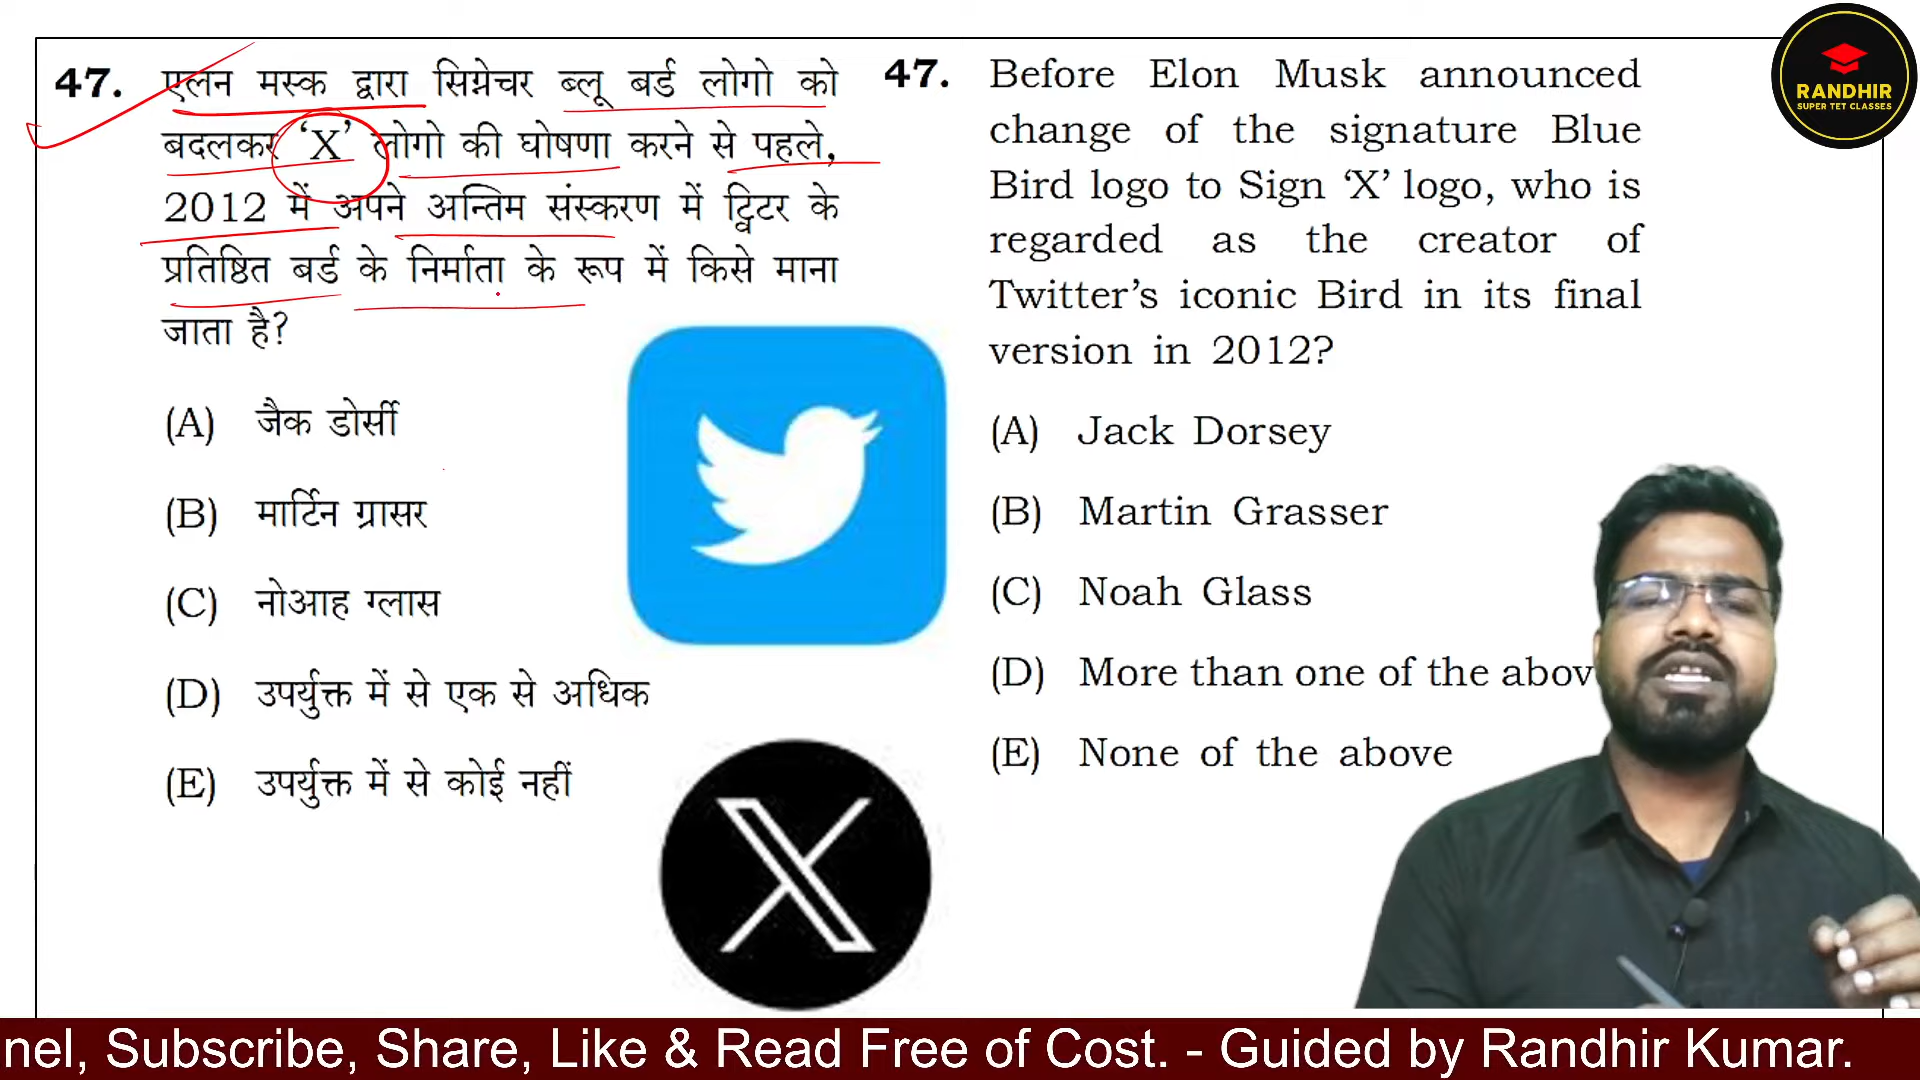 47. एलन मस्क द्वारा सिग्नेचर ब्लू बर्ड लोगो को
बदलकर ‘X’ लोगो की घोषणा करने से पहले,
2012 में अपने अन्तिम संस्करण में ट्विटर के
प्रतिष्ठित बर्ड के निर्माता के रूप में किसे माना
जाता है?
(A) जैक डोर्सी
(B) मार्टिन ग्रासर
(C) नोआह ग्लास
(D) उपर्युक्त में से एक से अधिक
(E) उपर्युक्त में से कोई नहीं
47. Before Elon Musk announced
change of the signature Blue
Bird logo to Sign ‘X’ logo, who is
regarded as the creator of
Twitter’s iconic Bird in its final
version in 2012?
(A) Jack Dorsey
(B) Martin Grasser
(C) Noah Glass
(D) More than one of the abov
(E) None of the above
RANDHIR
SUPER TET CLASSES
nel, Subscribe, Share, Like & Read Free of Cost. - Guided by Randhir Kumar.